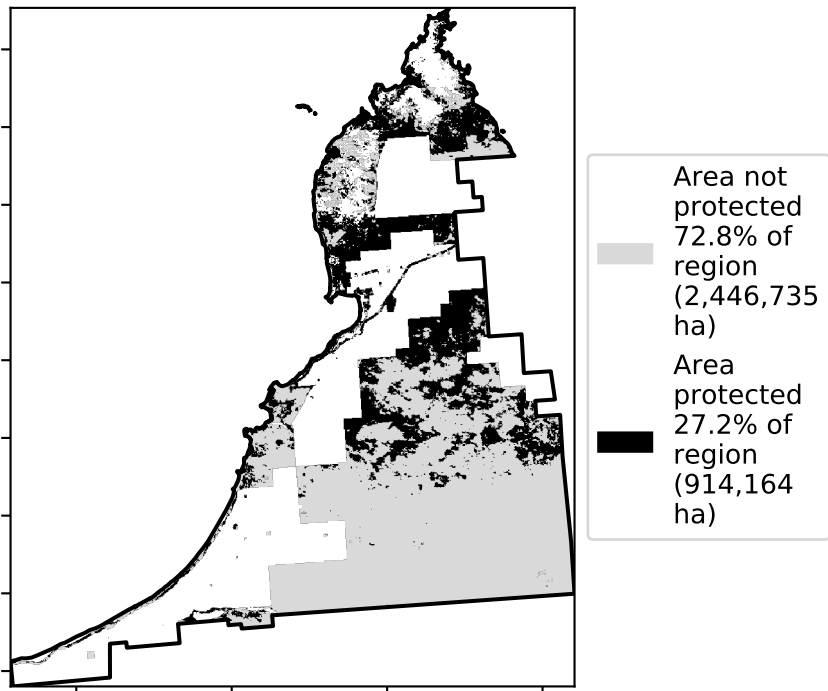 Area not
protected
72.8% of
region
(2,446,735
ha)
Area
protected
27.2% of
region
(914,164
ha)